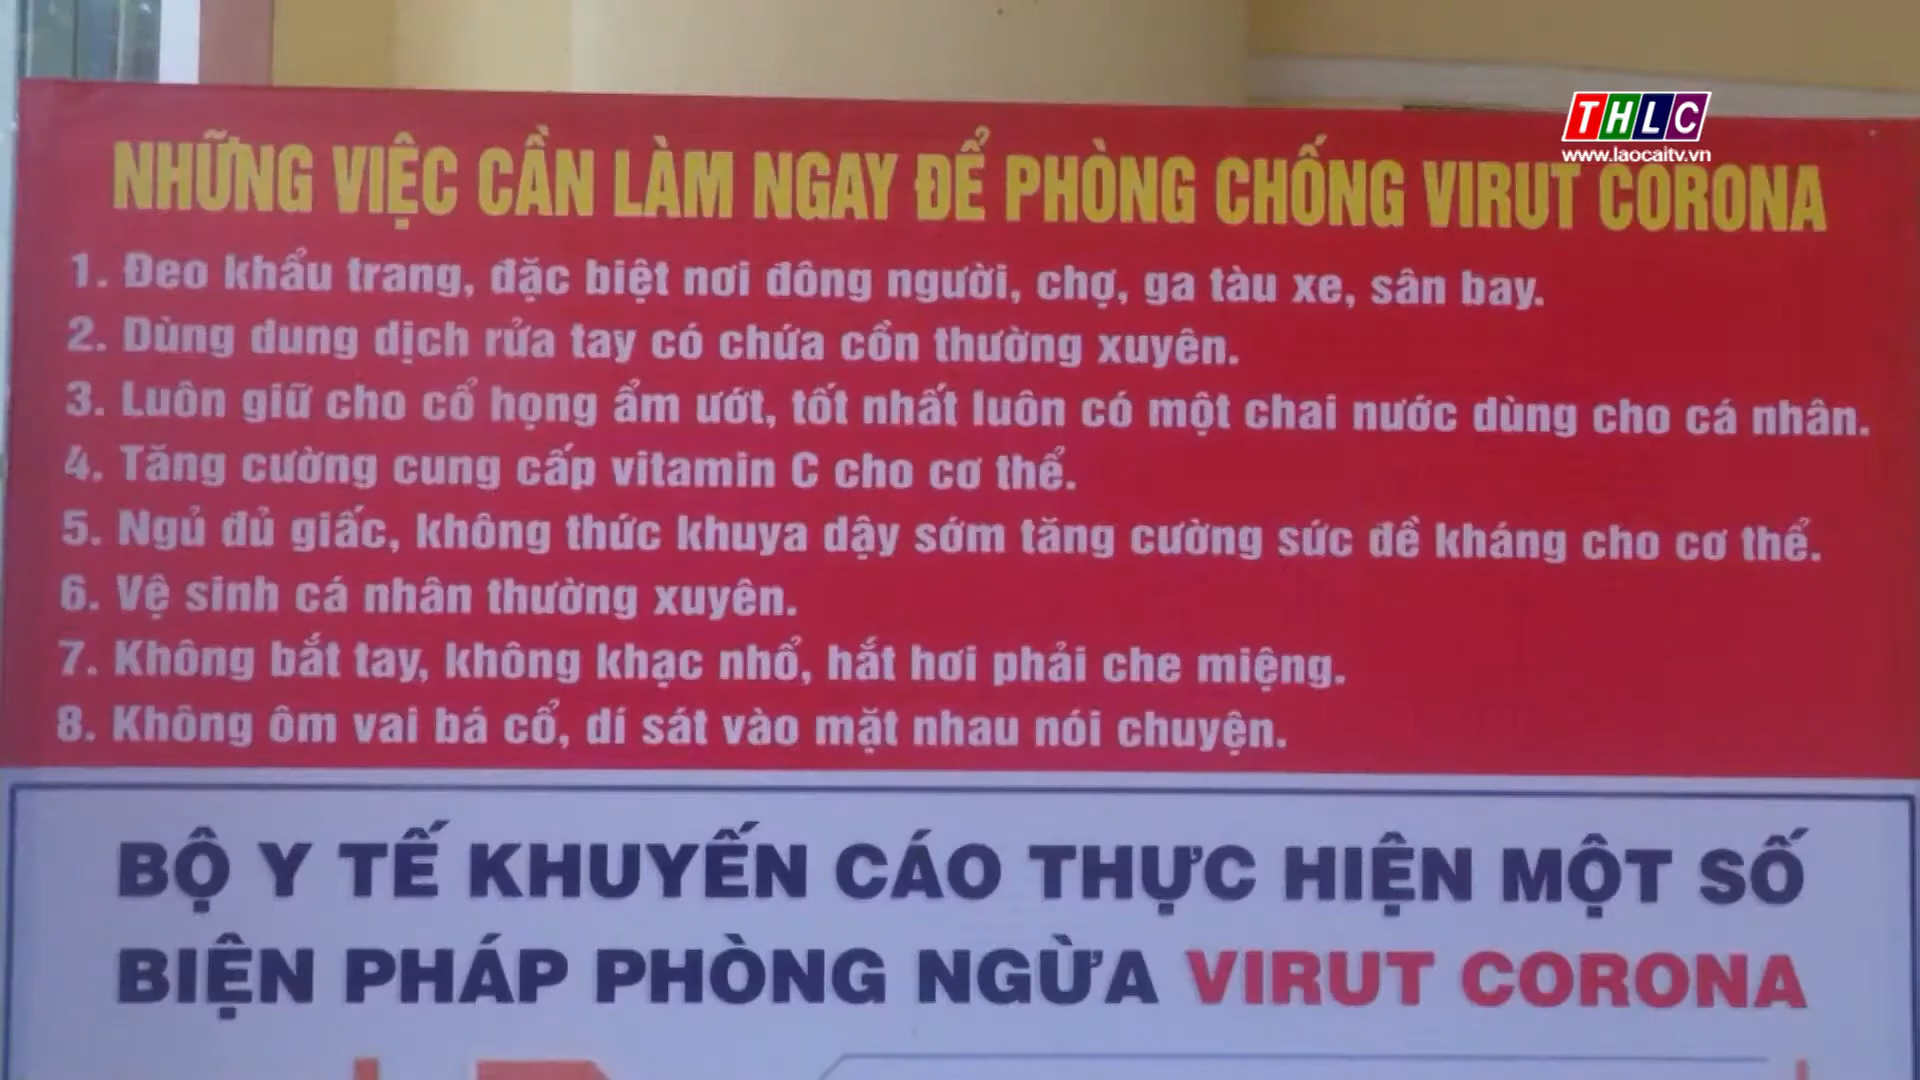 THLC
www.laocaitv.vn
NHỮNG VIỆC CẦN LÀM NGAY ĐỂ PHÒNG CHỐNG VIRUT CORONA
1. Đeo khẩu trang, đặc biệt nơi đông người, chợ, ga tàu xe, sân bay.
2. Dùng dung dịch rửa tay có chứa cồn thường xuyên.
3. Luôn giữ cho cổ họng ẩm ướt, tốt nhất luôn có một chai nước dùng cho cá nhân.
4. Tăng cường cung cấp vitamin C cho cơ thể.
5. Ngủ đủ giấc, không thức khuya dậy sớm tăng cường sức đề kháng cho cơ thể.
6. Vệ sinh cá nhân thường xuyên.
7. Không bắt tay, không khạc nhổ, hắt hơi phải che miệng.
8. Không ôm vai bá cổ, dí sát vào mặt nhau nói chuyện.
BỘ Y TẾ KHUYẾN CÁO THỰC HIỆN MỘT SỐ
BIỆN PHÁP PHÒNG NGỪA VIRUT CORONA